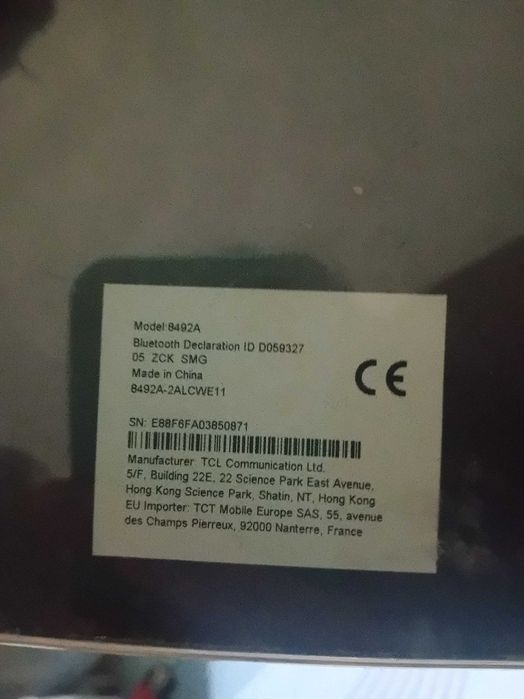 Model:8492A
Bluetooth Declaration ID D059327
05 ZCK SMG
Made in China
8492A-2ALCWE11
CE
SN: E88F6FA03850871
Manufacturer: TCL Communication Ltd.
5/F, Building 22E, 22 Science Park East Avenue,
Hong Kong Science Park, Shatin, NT, Hong Kong
EU Importer: TCT Mobile Europe SAS, 55, avenue
des Champs Pierreux, 92000 Nanterre, France